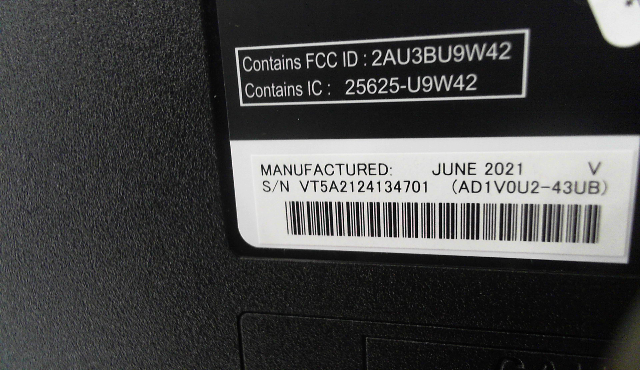 Contains FCC ID : 2AU3BU9W42
Contains IC : 25625-U9W42
MANUFACTURED: JUNE 2021 V
S/N VT5A2124134701 (AD1V0U2-43UB)